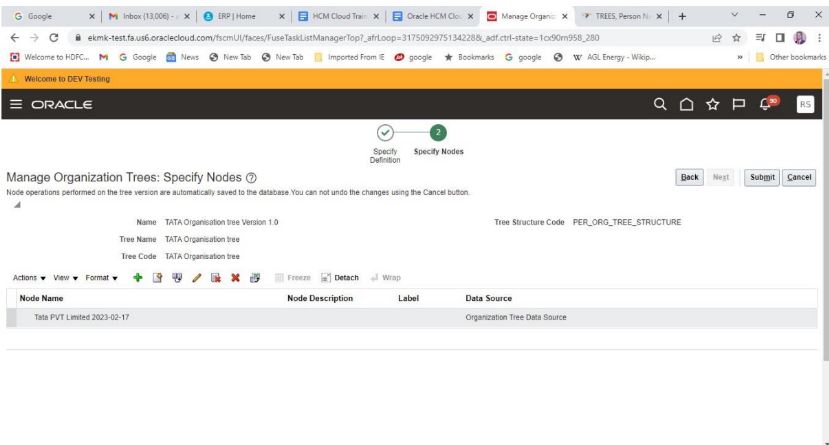 Google
Inbox (13,006) -
ERP | Home
HCM Cloud Train
Oracle HCM Clo
Manage Organiz
TREES, Person N
ekmk-test.fa.us6.oraclecloud.com/fscmUI/faces/FuseTaskListManagerTop?_afrLoop=3175092975134228&_adf.ctrl-state=1cx90m958_280
Welcome to HDFC... Google News New Tab New Tab Imported From IE google Bookmarks google AGL Energy - Wikip... » Other bookmarks
Welcome to DEV Testing
ORACLE 90 RS
2
Specify Definition
Specify Nodes
Manage Organization Trees: Specify Nodes
Back Next Submit Cancel
Node operations performed on the tree version are automatically saved to the database.You can not undo the changes using the Cancel button.
Name TATA Organisation tree Version 1.0 Tree Structure Code PER_ORG_TREE_STRUCTURE
Tree Name TATA Organisation tree
Tree Code TATA Organisation tree
Actions View Format Freeze Detach Wrap
Node Name Node Description Label Data Source
Tata PVT Limited 2023-02-17 Organization Tree Data Source